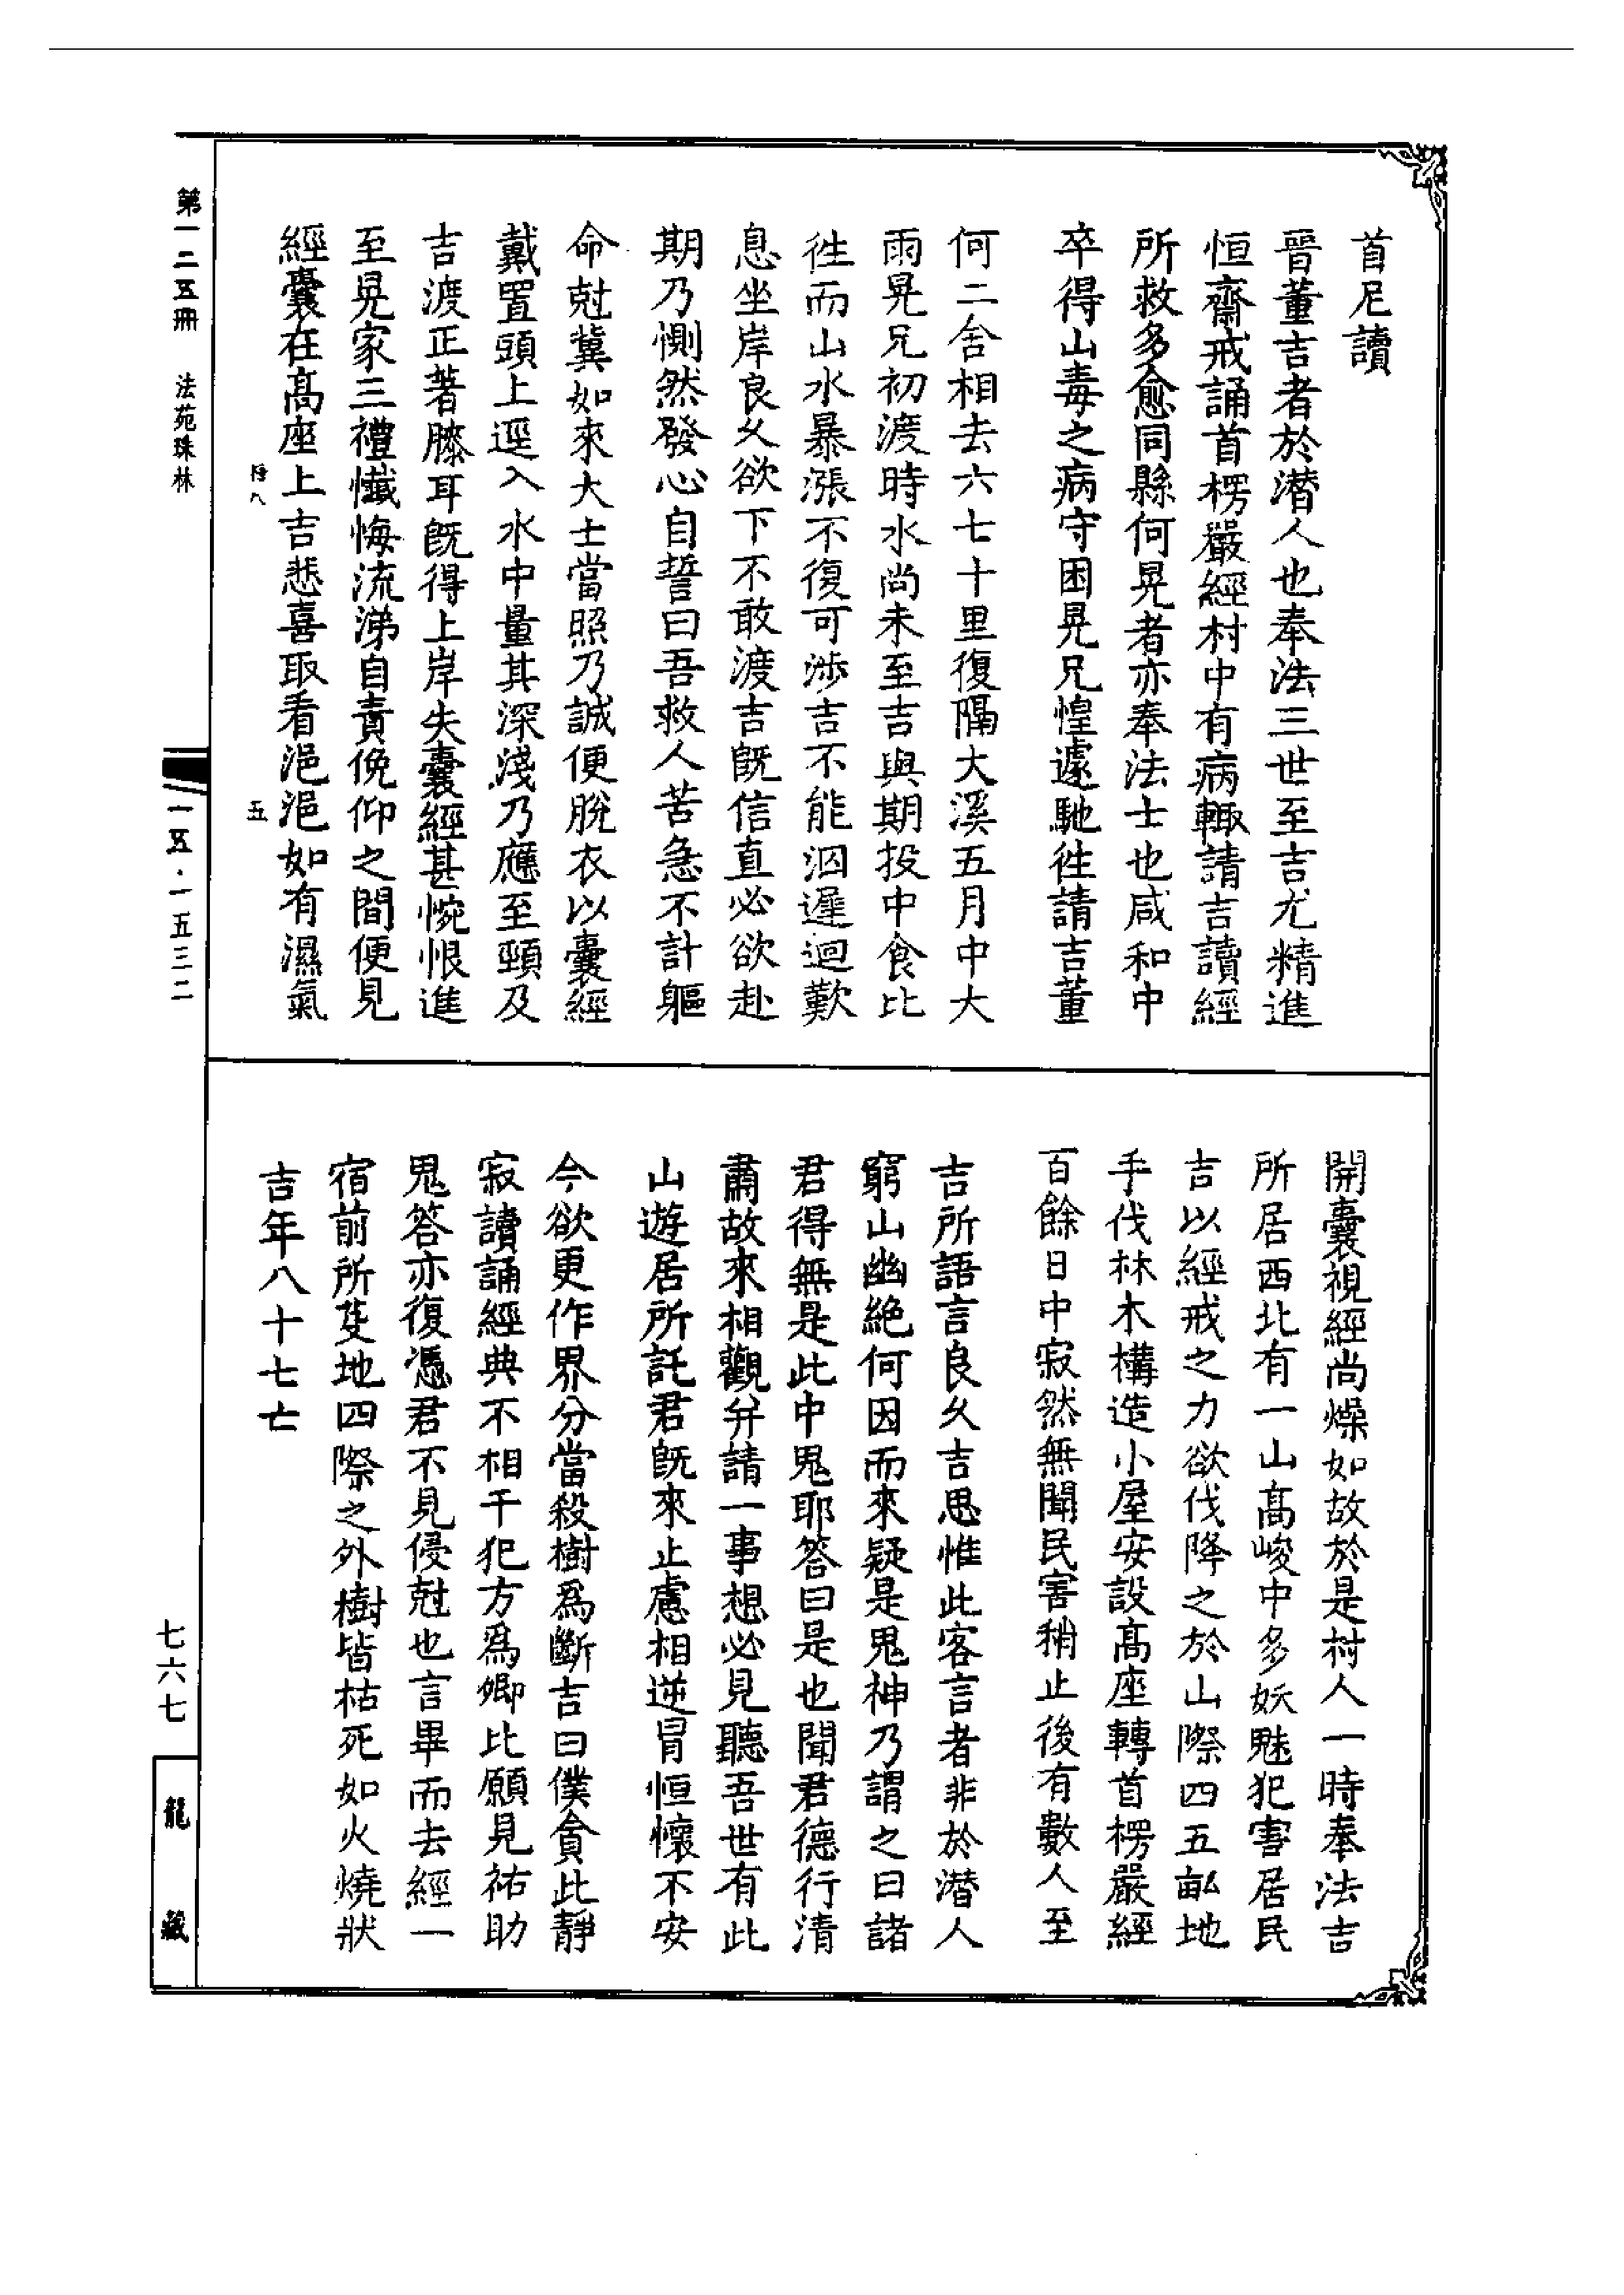 首尼讀
晉董吉者於潛人也奉法三世至吉尤精進
恒齋戒誦首楞嚴經村中有病輙請吉讀經
所救多愈同縣何晃者亦奉法士也咸和中
卒得山毒之病守困晃兄惶遽馳徃請吉董
何二舍相去六七十里復隔大溪五月中大
雨晃兄初渡時水尚未至吉與期投中食比
徃而山水暴漲不復可涉吉不能泅遲迴歎
息坐岸良乆欲下不敢渡吉旣信直必欲赴
期乃惻然發心自誓曰吾救人苦急不計軀
命尅冀如來大士當照乃誠便脫衣以囊經
戴置頭上逕入水中量其深淺乃應至頸及
吉渡正著膝耳旣得上岸失囊經甚惋恨進
至晃家三禮懺悔流涕自責俛仰之間便見
經囊在髙座上吉悲喜取看浥浥如有濕氣
開囊視經尚燥如故於是村人一時奉法吉
所居西北有一山髙峻中多妖魅犯害居民
吉以經戒之力欲伐降之於山際四五畝地
手伐林木構造小屋安設髙座轉首楞嚴經
百餘日中寂然無聞民害稍止後有數人至
吉所語言良乆吉思惟此客言者非於潛人
窮山幽絕何因而來疑是鬼神乃謂之曰諸
君得無是此中鬼耶答曰是也聞君德行清
肅故來相觀并請一事想必見聽吾世有此
山遊居所託君旣來止慮相逆冒恒懷不安
今欲更作界分當殺樹爲斷吉曰僕貪此靜
寂讀誦經典不相干犯方爲卿比願見祐助
鬼答亦復憑君不見侵尅也言畢而去經一
宿前所芟地四際之外樹皆枯死如火燒狀
吉年八十七亡
第一二五冊 法苑珠林
五
一五·一五三二
七六七
龍藏